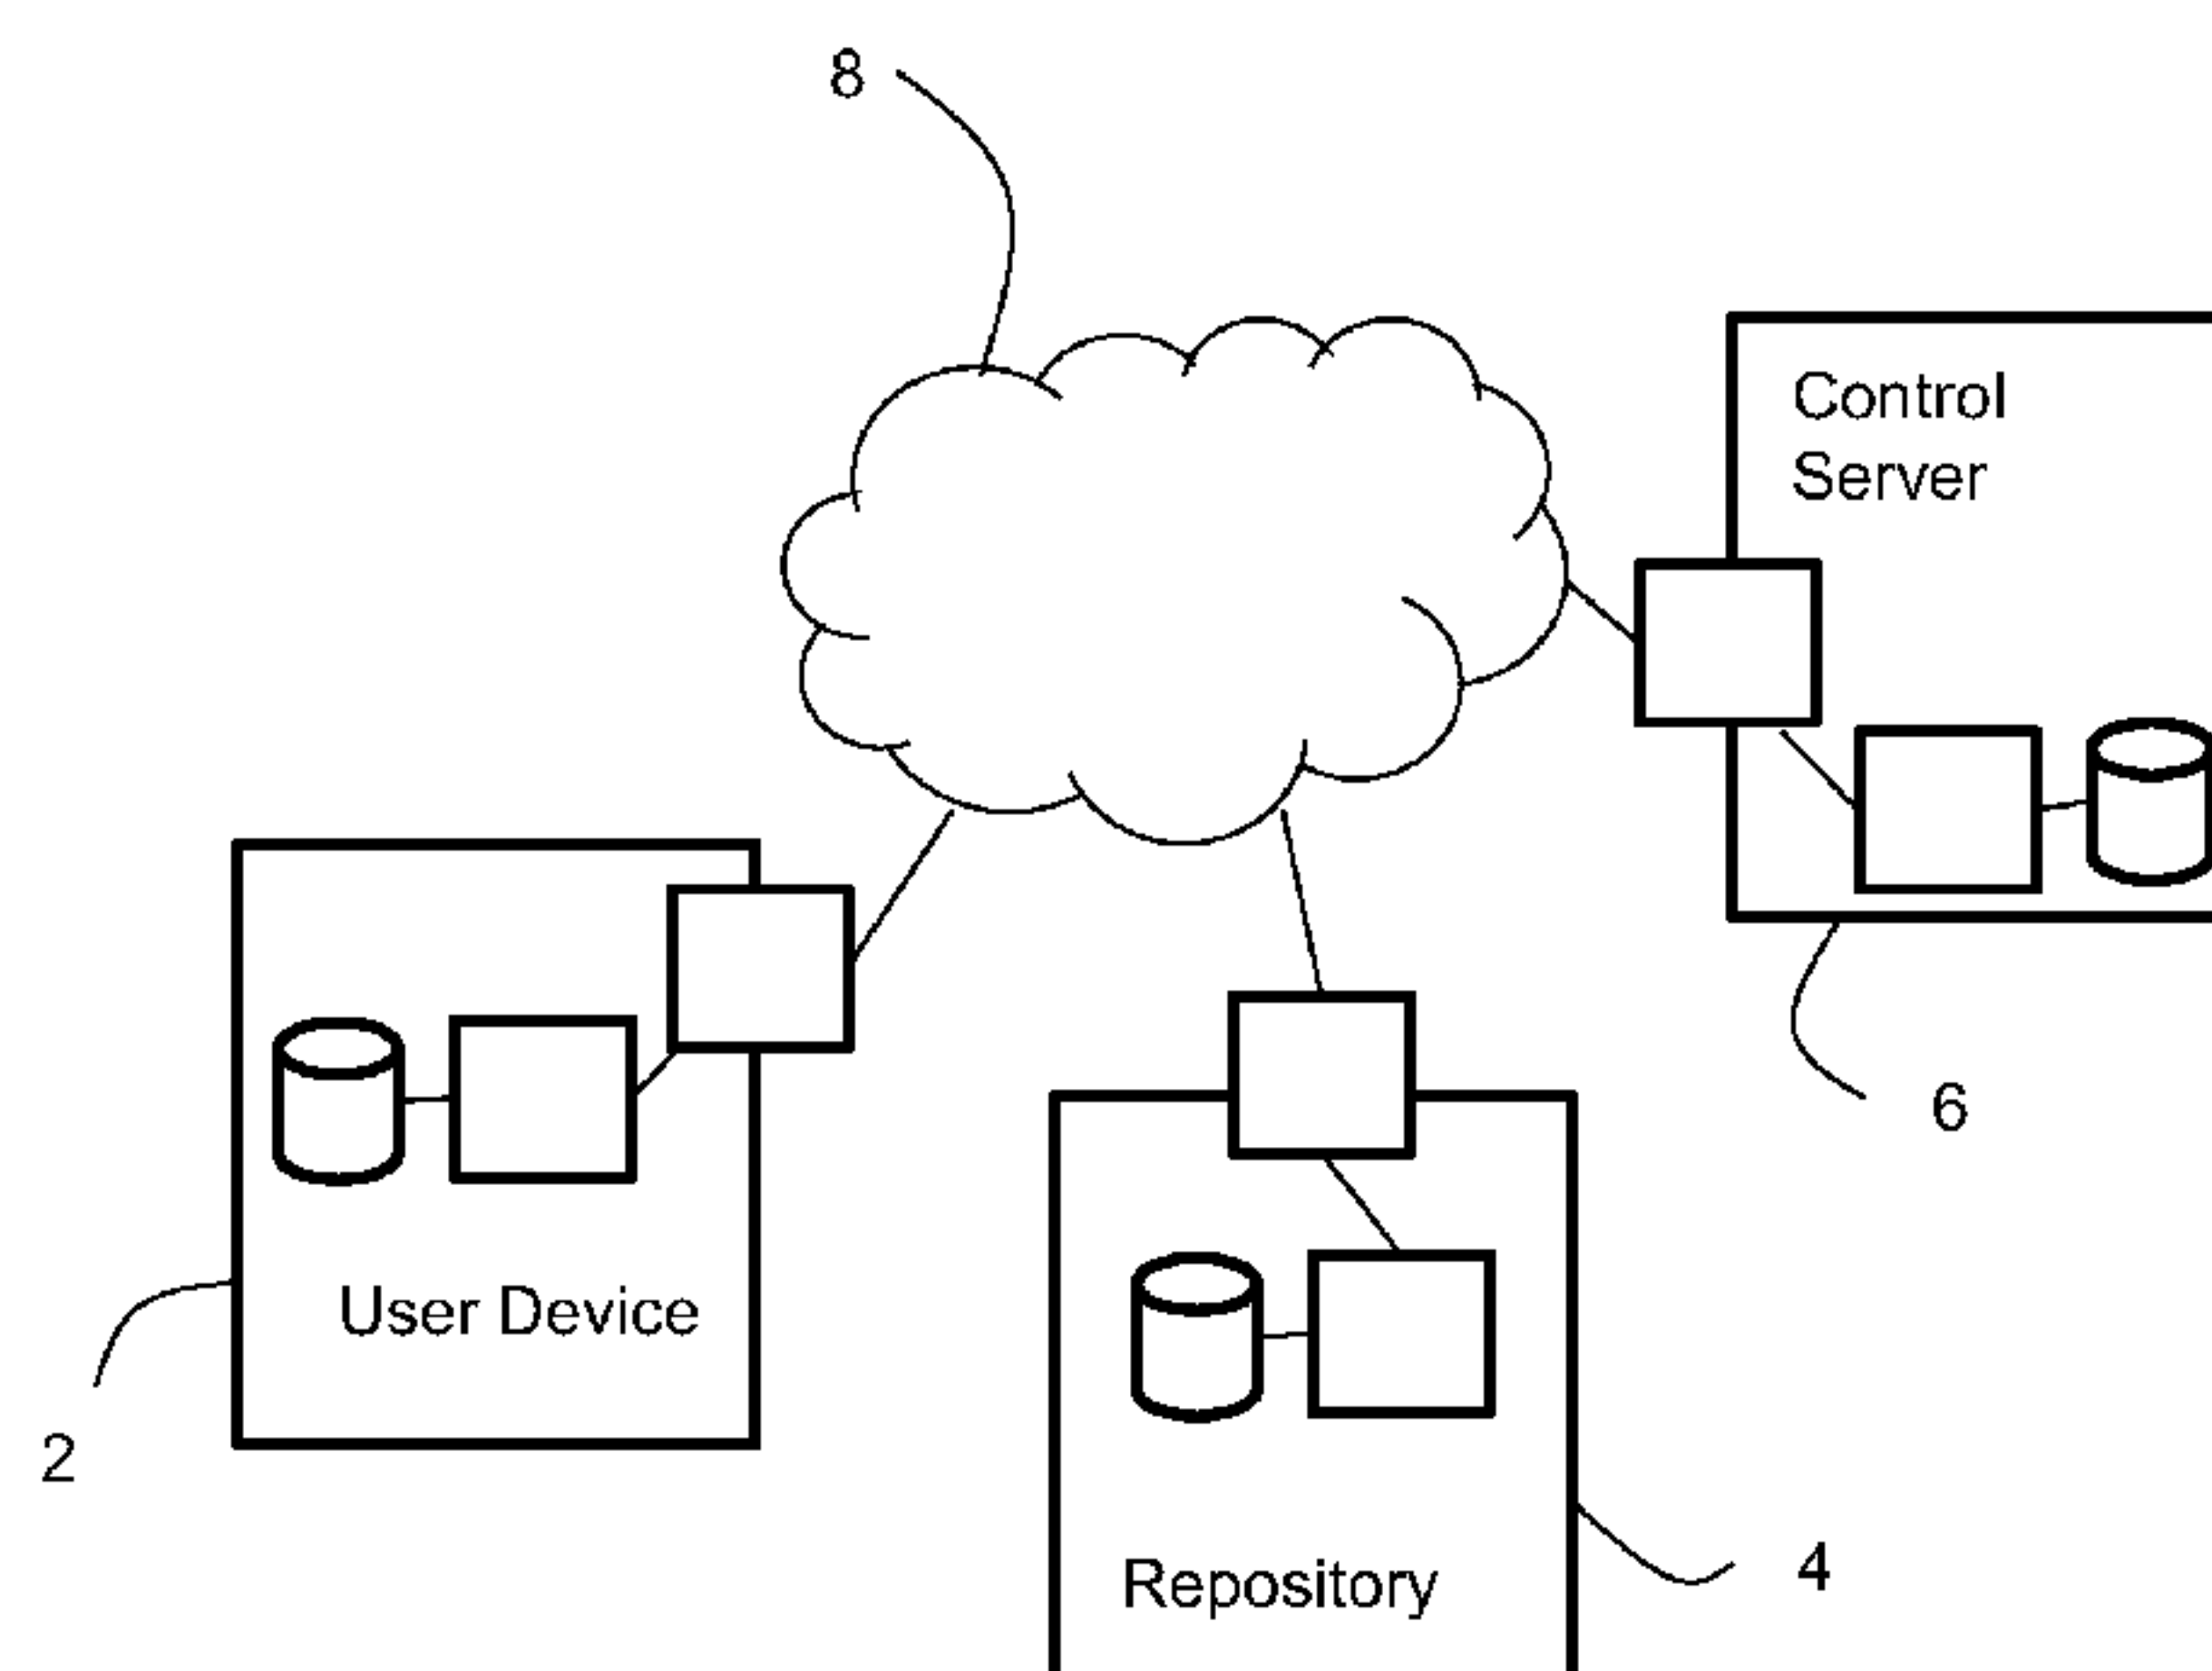 8
Control
Server
6
User Device
2
Repository
4